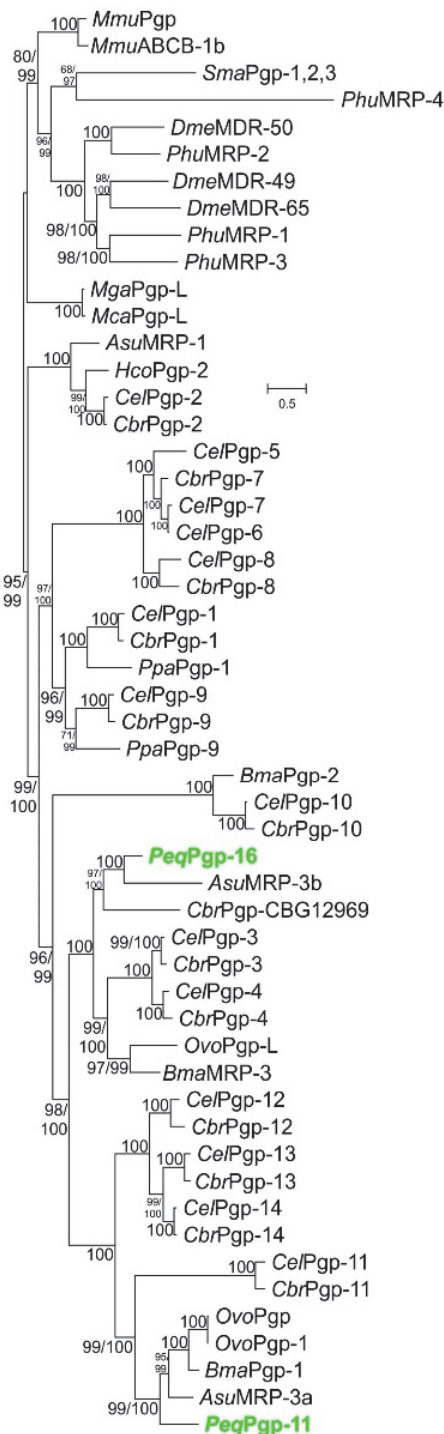 100 MmuPgp
MmuABCB-1b
80/
99
68/
97
SmaPgp-1,2,3
PhuMRP-4
96/
99
100 DmeMDR-50
PhuMRP-2
100
98/
100
DmeMDR-49
DmeMDR-65
98/100
PhuMRP-1
98/100 PhuMRP-3
MgaPgp-L
100 McaPgp-L
AsuMRP-1
100
HcoPgp-2
0.5
99/
100
CelPgp-2
100 CbrPgp-2
CelPgp-5
100
CbrPgp-7
100
CelPgp-7
100
100 CelPgp-6
CelPgp-8
100 CbrPgp-8
95/
99
97/
100
CelPgp-1
100
CbrPgp-1
100
PpaPgp-1
96/
99
CelPgp-9
100
CbrPgp-9
71/
99
PpaPgp-9
99/
100
BmaPgp-2
100
CelPgp-10
100 CbrPgp-10
PeqPgp-16
97/
100
AsuMRP-3b
CbrPgp-CBG12969
99/100 CelPgp-3
100
CbrPgp-3
100
CelPgp-4
100 CbrPgp-4
96/
99
99/
100
OvoPgp-L
97/99
BmaMRP-3
98/
100
CelPgp-12
100
CbrPgp-12
100
CelPgp-13
100 CbrPgp-13
99/
100
CelPgp-14
100 CbrPgp-14
100
CelPgp-11
100 CbrPgp-11
OvoPgp
100 OvoPgp-1
99/100
100
BmaPgp-1
95/
99
AsuMRP-3a
99/100
PeqPgp-11